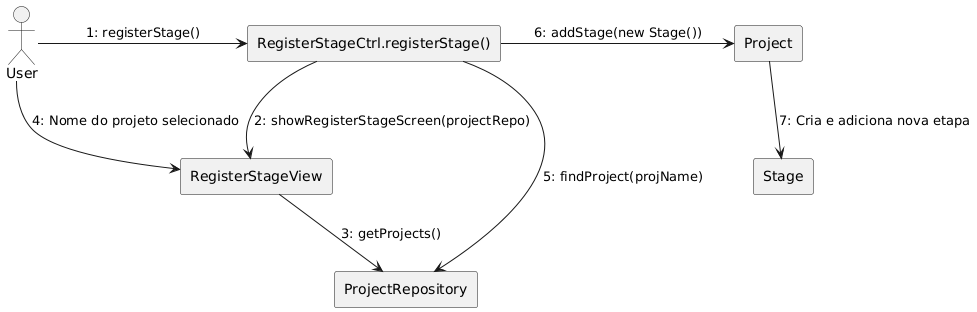 1: registerStage()
RegisterStageCtrl.registerStage()
6: addStage(new Stage())
Project
User
4: Nome do projeto selecionado
2: showRegisterStageScreen(projectRepo)
7: Cria e adiciona nova etapa
RegisterStageView
5: findProject(projName)
Stage
3: getProjects()
ProjectRepository